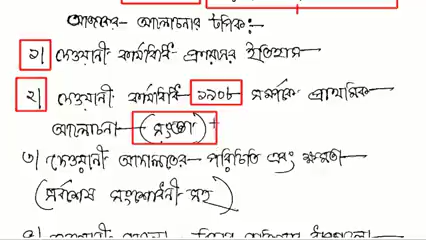 আজকের- আলোচনার টপিক:-
১) দেওয়ানী কার্যবিধি প্রণয়নের ইতিহাস-
২) দেওয়ানী কার্যবিধি- ১৯০৮ সম্পর্কে প্রাথমিক
আলোচনা- (সংজ্ঞা)
৩) দেওয়ানী আদালতের- পরিচিতি এবং ক্ষমতা-
(সর্বশেষ সংশোধনী সহ)